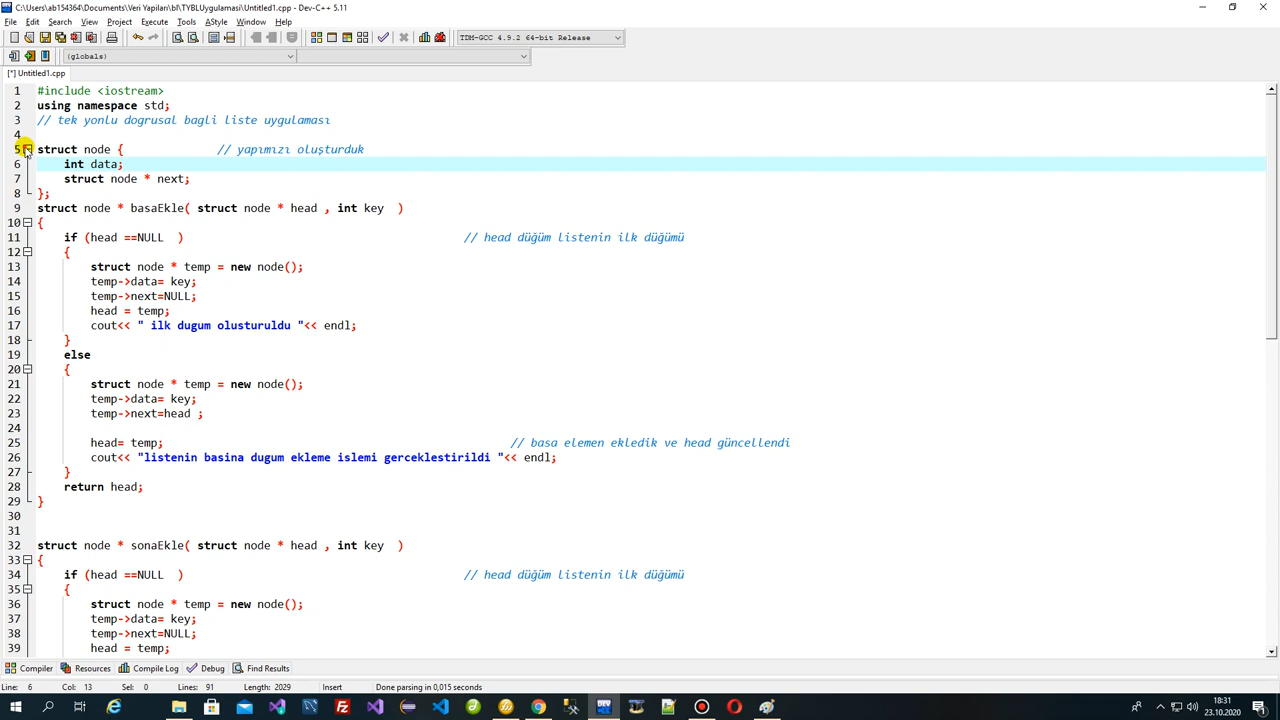 C:\Users\ab154364\Documents\Veri Yapilan\bl\TYBLUygulamasi\Untitled1.cpp - Dev-C++ 5.11
File Edit Search View Project Execute Tools AStyle Window Help
TDM-GCC 4.9.2 64-bit Release
(globals)
[*] Untitled1.cpp
1 #include <iostream>
2 using namespace std;
3 // tek yonlu dogrusal bagli liste uygulaması
4
5 struct node { // yapımızı oluşturduk
6 int data;
7 struct node * next;
8 };
9 struct node * basaEkle( struct node * head , int key )
10 {
11 if (head ==NULL ) // head düğüm listenin ilk düğümü
12 {
13 struct node * temp = new node();
14 temp->data= key;
15 temp->next=NULL;
16 head = temp;
17 cout<< " ilk dugum olusturuldu "<< endl;
18 }
19 else
20 {
21 struct node * temp = new node();
22 temp->data= key;
23 temp->next=head ;
24
25 head= temp; // basa elemen ekledik ve head güncellendi
26 cout<< "listenin basina dugum ekleme islemi gerceklestirildi "<< endl;
27 }
28 return head;
29 }
30
31
32 struct node * sonaEkle( struct node * head , int key )
33 {
34 if (head ==NULL ) // head düğüm listenin ilk düğümü
35 {
36 struct node * temp = new node();
37 temp->data= key;
38 temp->next=NULL;
39 head = temp;
Compiler Resources Compile Log Debug Find Results
Line: 6 Col: 13 Sel: 0 Lines: 91 Length: 2029 Insert Done parsing in 0,015 seconds
18:31
23.10.2020